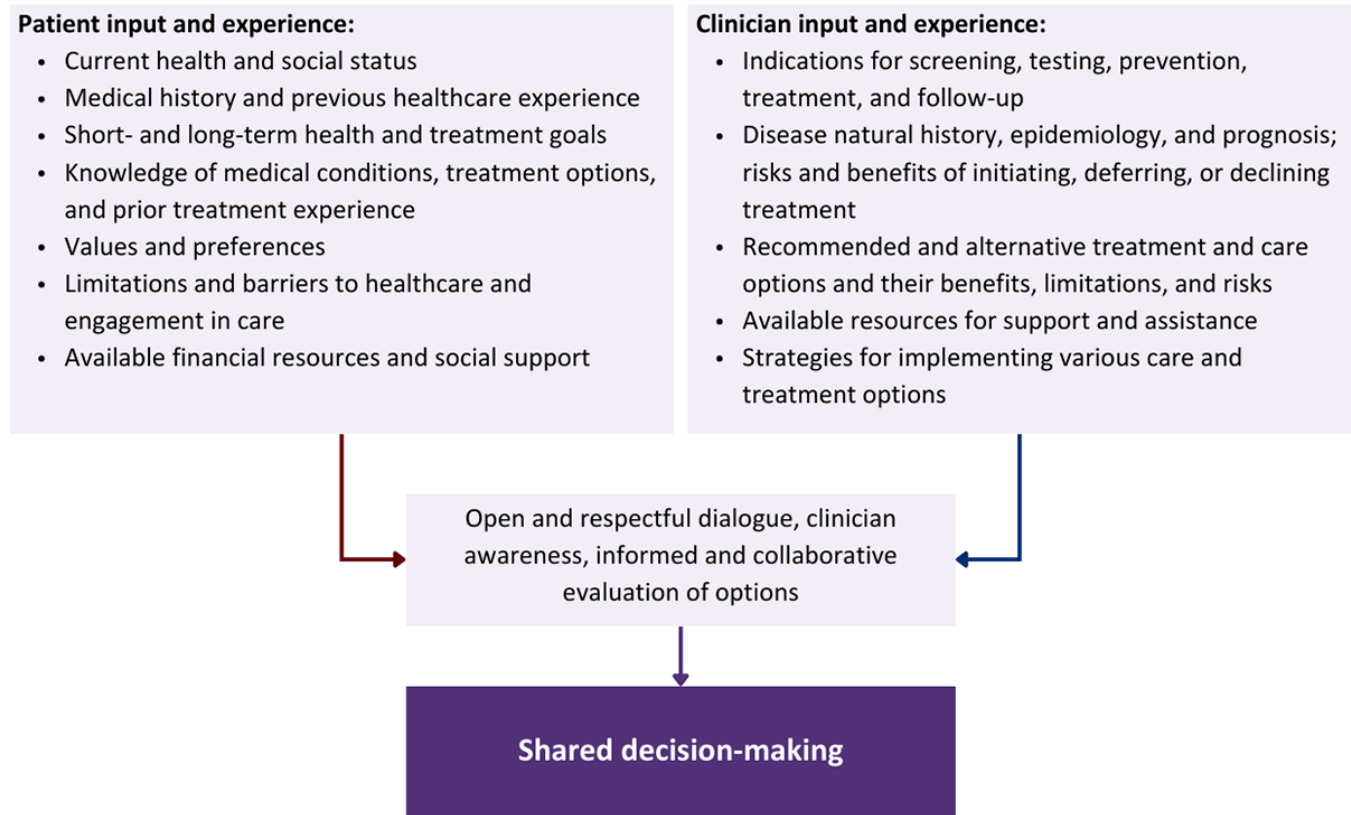 Patient input and experience:
• Current health and social status
• Medical history and previous healthcare experience
• Short- and long-term health and treatment goals
• Knowledge of medical conditions, treatment options,
and prior treatment experience
• Values and preferences
• Limitations and barriers to healthcare and
engagement in care
• Available financial resources and social support
Clinician input and experience:
• Indications for screening, testing, prevention,
treatment, and follow-up
• Disease natural history, epidemiology, and prognosis;
risks and benefits of initiating, deferring, or declining
treatment
• Recommended and alternative treatment and care
options and their benefits, limitations, and risks
• Available resources for support and assistance
• Strategies for implementing various care and
treatment options
Open and respectful dialogue, clinician
awareness, informed and collaborative
evaluation of options
Shared decision-making